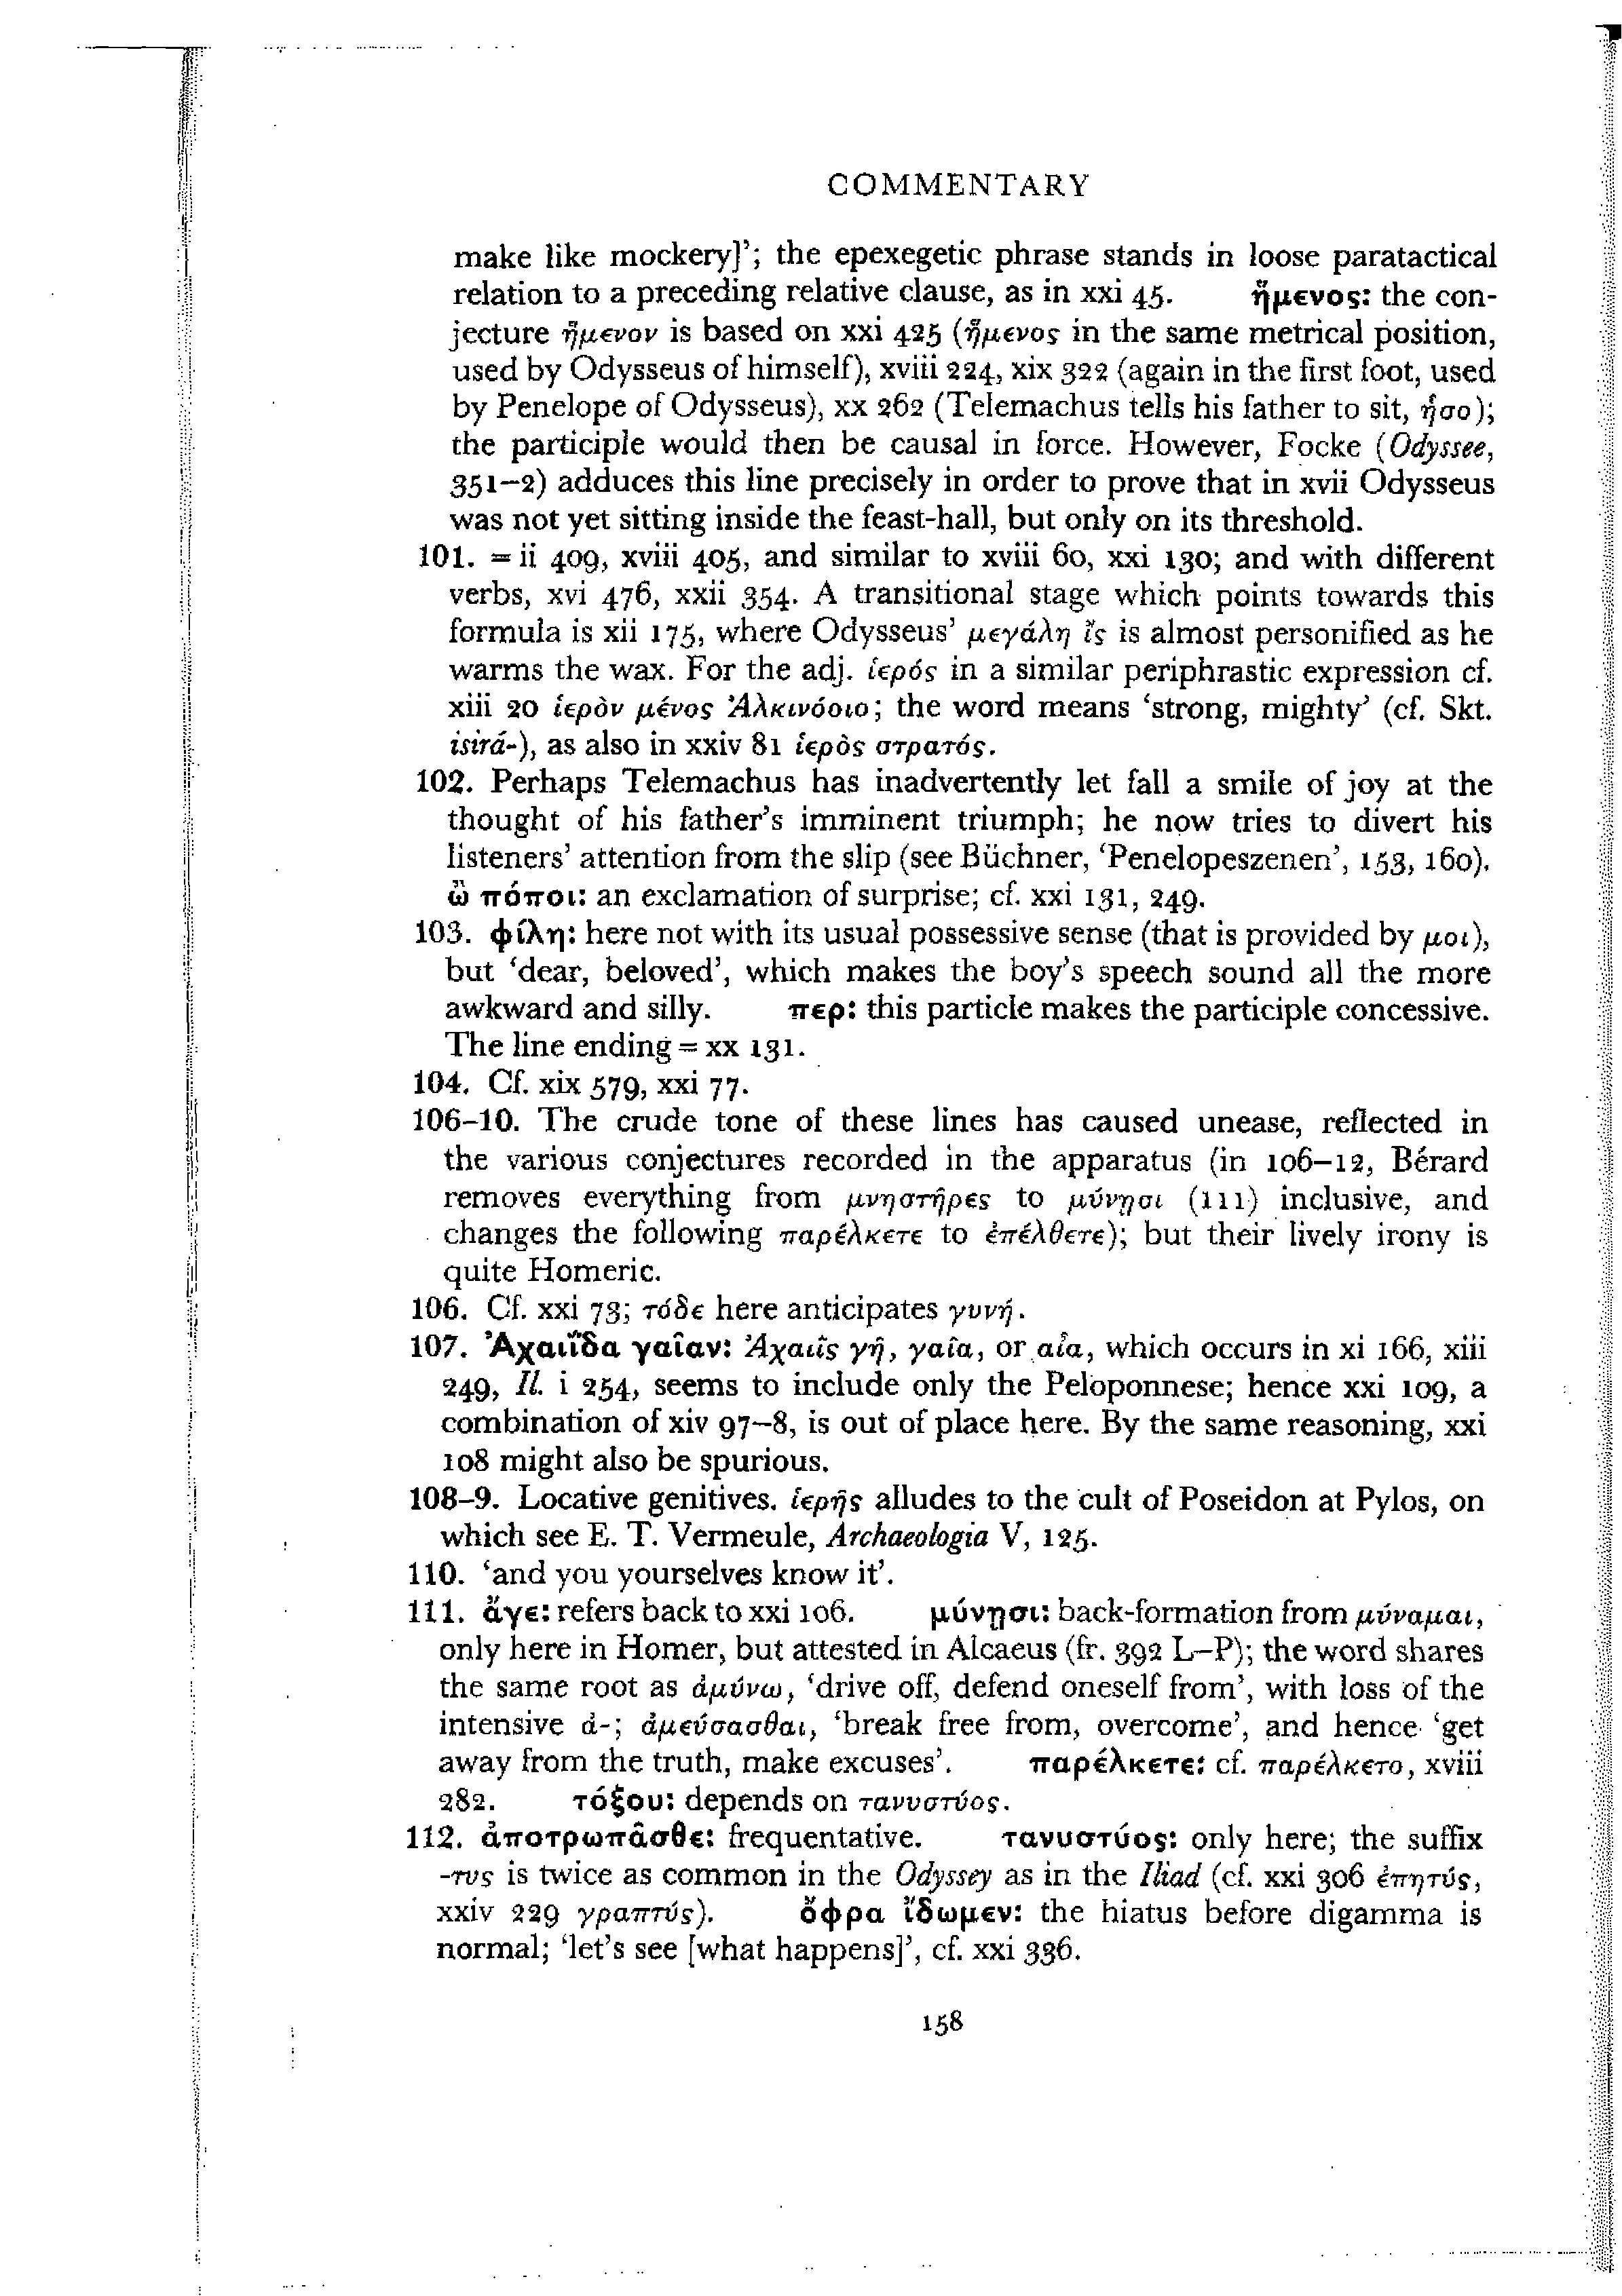 COMMENTARY
make like mockery]'; the epexegetic phrase stands in loose paratactical
relation to a preceding relative clause, as in xxi 45. ἥμενος: the con-
jecture ἥμενον is based on xxi 425 (ἥμενος in the same metrical position,
used by Odysseus of himself), xviii 224, xix 322 (again in the first foot, used
by Penelope of Odysseus), xx 262 (Telemachus tells his father to sit, ἧσο);
the participle would then be causal in force. However, Focke (Odyssee,
351–2) adduces this line precisely in order to prove that in xvii Odysseus
was not yet sitting inside the feast-hall, but only on its threshold.
101. = ii 409, xviii 405, and similar to xviii 60, xxi 130; and with different
verbs, xvi 476, xxii 354. A transitional stage which points towards this
formula is xii 175, where Odysseus' μεγάλη ἴς is almost personified as he
warms the wax. For the adj. ἱερός in a similar periphrastic expression cf.
xiii 20 ἱερὸν μένος Ἀλκινόοιο; the word means 'strong, mighty' (cf. Skt.
isirá-), as also in xxiv 81 ἱερὸς στρατός.
102. Perhaps Telemachus has inadvertently let fall a smile of joy at the
thought of his father's imminent triumph; he now tries to divert his
listeners' attention from the slip (see Büchner, 'Penelopeszenen', 153, 160).
ὢ πόποι: an exclamation of surprise; cf. xxi 131, 249.
103. φίλη: here not with its usual possessive sense (that is provided by μοι),
but 'dear, beloved', which makes the boy's speech sound all the more
awkward and silly. περ: this particle makes the participle concessive.
The line ending = xx 131.
104. Cf. xix 579, xxi 77.
106–10. The crude tone of these lines has caused unease, reflected in
the various conjectures recorded in the apparatus (in 106–12, Bérard
removes everything from μνηστῆρες to μύνῃσι (111) inclusive, and
changes the following παρέλκετε to ἐπέλθετε); but their lively irony is
quite Homeric.
106. Cf. xxi 73; τόδε here anticipates γυνή.
107. Ἀχαιΐδα γαῖαν: Ἀχαιῒς γῆ, γαῖα, or αἶα, which occurs in xi 166, xiii
249, Il. i 254, seems to include only the Peloponnese; hence xxi 109, a
combination of xiv 97–8, is out of place here. By the same reasoning, xxi
108 might also be spurious.
108–9. Locative genitives. ἱερῆς alludes to the cult of Poseidon at Pylos, on
which see E. T. Vermeule, Archaeologia V, 125.
110. 'and you yourselves know it'.
111. ἄγε: refers back to xxi 106. μύνῃσι: back-formation from μύναμαι,
only here in Homer, but attested in Alcaeus (fr. 392 L–P); the word shares
the same root as ἀμύνω, 'drive off, defend oneself from', with loss of the
intensive ἀ-; ἀμεύσασθαι, 'break free from, overcome', and hence 'get
away from the truth, make excuses'. παρέλκετε: cf. παρέλκετο, xviii
282. τόξου: depends on τανυστύος.
112. ἀποτρωπᾶσθε: frequentative. τανυστύος: only here; the suffix
-τυς is twice as common in the Odyssey as in the Iliad (cf. xxi 306 ἐπητύς,
xxiv 229 γραπτύς). ὄφρα ἴδωμεν: the hiatus before digamma is
normal; 'let's see [what happens]', cf. xxi 336.
158